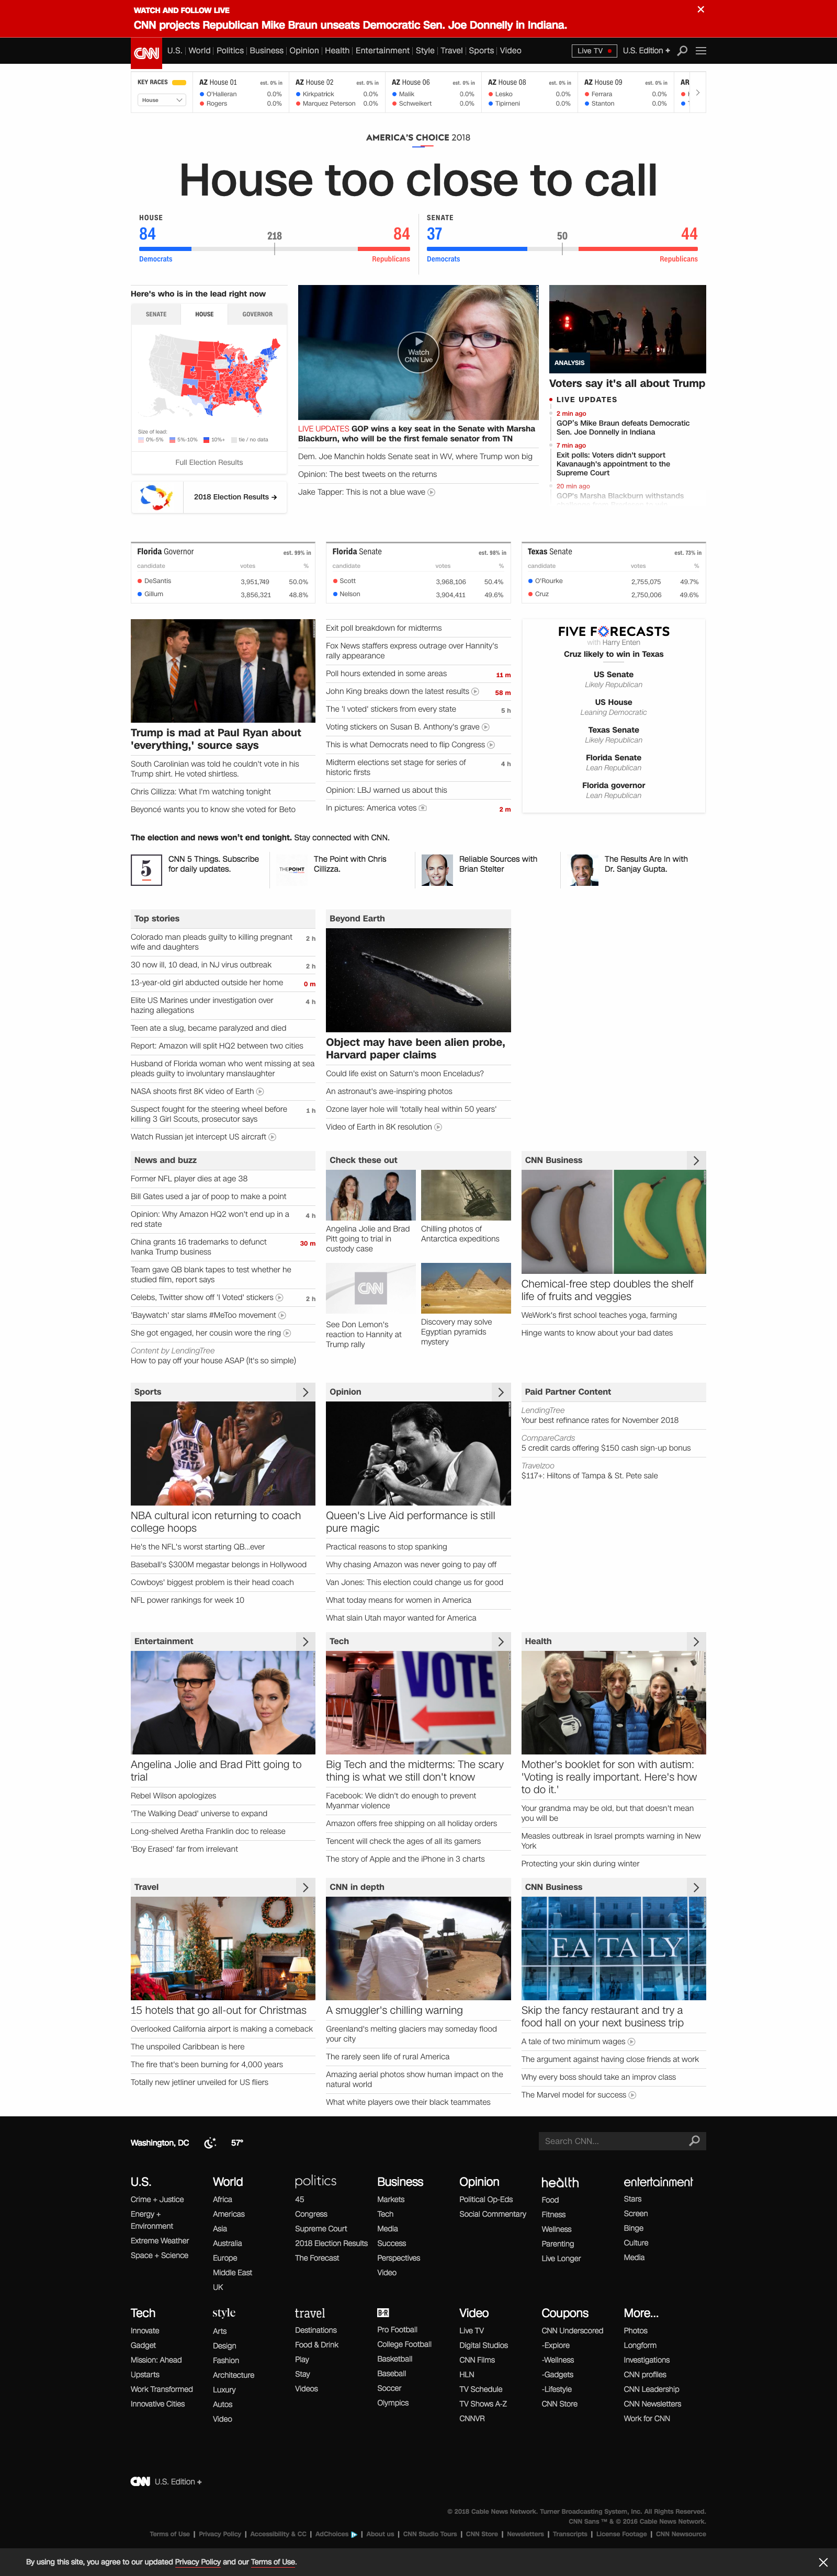 WATCH AND FOLLOW LIVE
CNN projects Republican Mike Braun unseats Democratic Sen. Joe Donnelly in Indiana.
CNN
U.S. World Politics Business Opinion Health Entertainment Style Travel Sports Video
Live TV
U.S. Edition +
KEY RACES
House
AZ House 01 est. 0% in
O'Halleran 0.0%
Rogers 0.0%
AZ House 02 est. 0% in
Kirkpatrick 0.0%
Marquez Peterson 0.0%
AZ House 06 est. 0% in
Malik 0.0%
Schweikert 0.0%
AZ House 08 est. 0% in
Lesko 0.0%
Tipirneni 0.0%
AZ House 09 est. 0% in
Ferrara 0.0%
Stanton 0.0%
AR
AMERICA'S CHOICE 2018
House too close to call
HOUSE
84 218 84
Democrats Republicans
SENATE
37 50 44
Democrats Republicans
Here's who is in the lead right now
SENATE HOUSE GOVERNOR
Size of lead
0%-5% 5%-10% 10%+ tie / no data
Full Election Results
2018 Election Results →
Watch
CNN Live
LIVE UPDATES GOP wins a key seat in the Senate with Marsha
Blackburn, who will be the first female senator from TN
Dem. Joe Manchin holds Senate seat in WV, where Trump won big
Opinion: The best tweets on the returns
Jake Tapper: This is not a blue wave
ANALYSIS
Voters say it's all about Trump
LIVE UPDATES
2 min ago
GOP's Mike Braun defeats Democratic
Sen. Joe Donnelly in Indiana
7 min ago
Exit polls: Voters didn't support
Kavanaugh's appointment to the
Supreme Court
20 min ago
GOP's Marsha Blackburn withstands
Florida Governor est. 99% in
candidate votes %
DeSantis 3,951,749 50.0%
Gillum 3,856,321 48.8%
Florida Senate est. 98% in
candidate votes %
Scott 3,968,106 50.4%
Nelson 3,904,411 49.6%
Texas Senate est. 73% in
candidate votes %
O'Rourke 2,755,075 49.7%
Cruz 2,750,006 49.6%
Trump is mad at Paul Ryan about
'everything,' source says
South Carolinian was told he couldn't vote in his
Trump shirt. He voted shirtless.
Chris Cillizza: What I'm watching tonight
Beyoncé wants you to know she voted for Beto
Exit poll breakdown for midterms
Fox News staffers express outrage over Hannity's
rally appearance
Poll hours extended in some areas 11 m
John King breaks down the latest results 58 m
The 'I voted' stickers from every state 5 h
Voting stickers on Susan B. Anthony's grave
This is what Democrats need to flip Congress
Midterm elections set stage for series of
historic firsts 4 h
Opinion: LBJ warned us about this
In pictures: America votes 2 m
FIVE FORECASTS
with Harry Enten
Cruz likely to win in Texas
US Senate
Likely Republican
US House
Leaning Democratic
Texas Senate
Likely Republican
Florida Senate
Lean Republican
Florida governor
Lean Republican
The election and news won't end tonight. Stay connected with CNN.
5
CNN 5 Things. Subscribe
for daily updates.
THE POINT
The Point with Chris
Cillizza.
Reliable Sources with
Brian Stelter
The Results Are In with
Dr. Sanjay Gupta.
Top stories
Colorado man pleads guilty to killing pregnant
wife and daughters 2 h
30 now ill, 10 dead, in NJ virus outbreak 2 h
13-year-old girl abducted outside her home 0 m
Elite US Marines under investigation over
hazing allegations 4 h
Teen ate a slug, became paralyzed and died
Report: Amazon will split HQ2 between two cities
Husband of Florida woman who went missing at sea
pleads guilty to involuntary manslaughter
NASA shoots first 8K video of Earth
Suspect fought for the steering wheel before
killing 3 Girl Scouts, prosecutor says 1 h
Watch Russian jet intercept US aircraft
Beyond Earth
Object may have been alien probe,
Harvard paper claims
Could life exist on Saturn's moon Enceladus?
An astronaut's awe-inspiring photos
Ozone layer hole will 'totally heal within 50 years'
Video of Earth in 8K resolution
News and buzz
Former NFL player dies at age 38
Bill Gates used a jar of poop to make a point
Opinion: Why Amazon HQ2 won't end up in a
red state 4 h
China grants 16 trademarks to defunct
Ivanka Trump business 30 m
Team gave QB blank tapes to test whether he
studied film, report says
Celebs, Twitter show off 'I Voted' stickers 2 h
'Baywatch' star slams #MeToo movement
She got engaged, her cousin wore the ring
Content by LendingTree
How to pay off your house ASAP (It's so simple)
Check these out
Angelina Jolie and Brad
Pitt going to trial in
custody case
Chilling photos of
Antarctica expeditions
CNN
See Don Lemon's
reaction to Hannity at
Trump rally
Discovery may solve
Egyptian pyramids
mystery
CNN Business
Chemical-free step doubles the shelf
life of fruits and veggies
WeWork's first school teaches yoga, farming
Hinge wants to know about your bad dates
Sports
MEMPHIS
STATE
25
NBA cultural icon returning to coach
college hoops
He's the NFL's worst starting QB...ever
Baseball's $300M megastar belongs in Hollywood
Cowboys' biggest problem is their head coach
NFL power rankings for week 10
Opinion
Queen's Live Aid performance is still
pure magic
Practical reasons to stop spanking
Why chasing Amazon was never going to pay off
Van Jones: This election could change us for good
What today means for women in America
What slain Utah mayor wanted for America
Paid Partner Content
LendingTree
Your best refinance rates for November 2018
CompareCards
5 credit cards offering $150 cash sign-up bonus
Travelzoo
$117+: Hiltons of Tampa & St. Pete sale
Entertainment
Angelina Jolie and Brad Pitt going to
trial
Rebel Wilson apologizes
'The Walking Dead' universe to expand
Long-shelved Aretha Franklin doc to release
'Boy Erased' far from irrelevant
Tech
VOTE
Big Tech and the midterms: The scary
thing is what we still don't know
Facebook: We didn't do enough to prevent
Myanmar violence
Amazon offers free shipping on all holiday orders
Tencent will check the ages of all its gamers
The story of Apple and the iPhone in 3 charts
Health
Mother's booklet for son with autism:
'Voting is really important. Here's how
to do it.'
Your grandma may be old, but that doesn't mean
you will be
Measles outbreak in Israel prompts warning in New
York
Protecting your skin during winter
Travel
15 hotels that go all-out for Christmas
Overlooked California airport is making a comeback
The unspoiled Caribbean is here
The fire that's been burning for 4,000 years
Totally new jetliner unveiled for US fliers
CNN in depth
A smuggler's chilling warning
Greenland's melting glaciers may someday flood
your city
The rarely seen life of rural America
Amazing aerial photos show human impact on the
natural world
What white players owe their black teammates
CNN Business
EATALY
Skip the fancy restaurant and try a
food hall on your next business trip
A tale of two minimum wages
The argument against having close friends at work
Why every boss should take an improv class
The Marvel model for success
Washington, DC 57°
Search CNN...
U.S.
Crime + Justice
Energy +
Environment
Extreme Weather
Space + Science
World
Africa
Americas
Asia
Australia
Europe
Middle East
UK
politics
45
Congress
Supreme Court
2018 Election Results
The Forecast
Business
Markets
Tech
Media
Success
Perspectives
Video
Opinion
Political Op-Eds
Social Commentary
health
Food
Fitness
Wellness
Parenting
Live Longer
entertainment
Stars
Screen
Binge
Culture
Media
Tech
Innovate
Gadget
Mission: Ahead
Upstarts
Work Transformed
Innovative Cities
style
Arts
Design
Fashion
Architecture
Luxury
Autos
Video
travel
Destinations
Food & Drink
Play
Stay
Videos
BR
Pro Football
College Football
Basketball
Baseball
Soccer
Olympics
Video
Live TV
Digital Studios
CNN Films
HLN
TV Schedule
TV Shows A-Z
CNNVR
Coupons
CNN Underscored
-Explore
-Wellness
-Gadgets
-Lifestyle
CNN Store
More...
Photos
Longform
Investigations
CNN profiles
CNN Leadership
CNN Newsletters
Work for CNN
CNN U.S. Edition +
© 2018 Cable News Network. Turner Broadcasting System, Inc. All Rights Reserved.
CNN Sans ™ & © 2016 Cable News Network.
Terms of Use | Privacy Policy | Accessibility & CC | AdChoices | About us | CNN Studio Tours | CNN Store | Newsletters | Transcripts | License Footage | CNN Newsource
By using this site, you agree to our updated Privacy Policy and our Terms of Use.